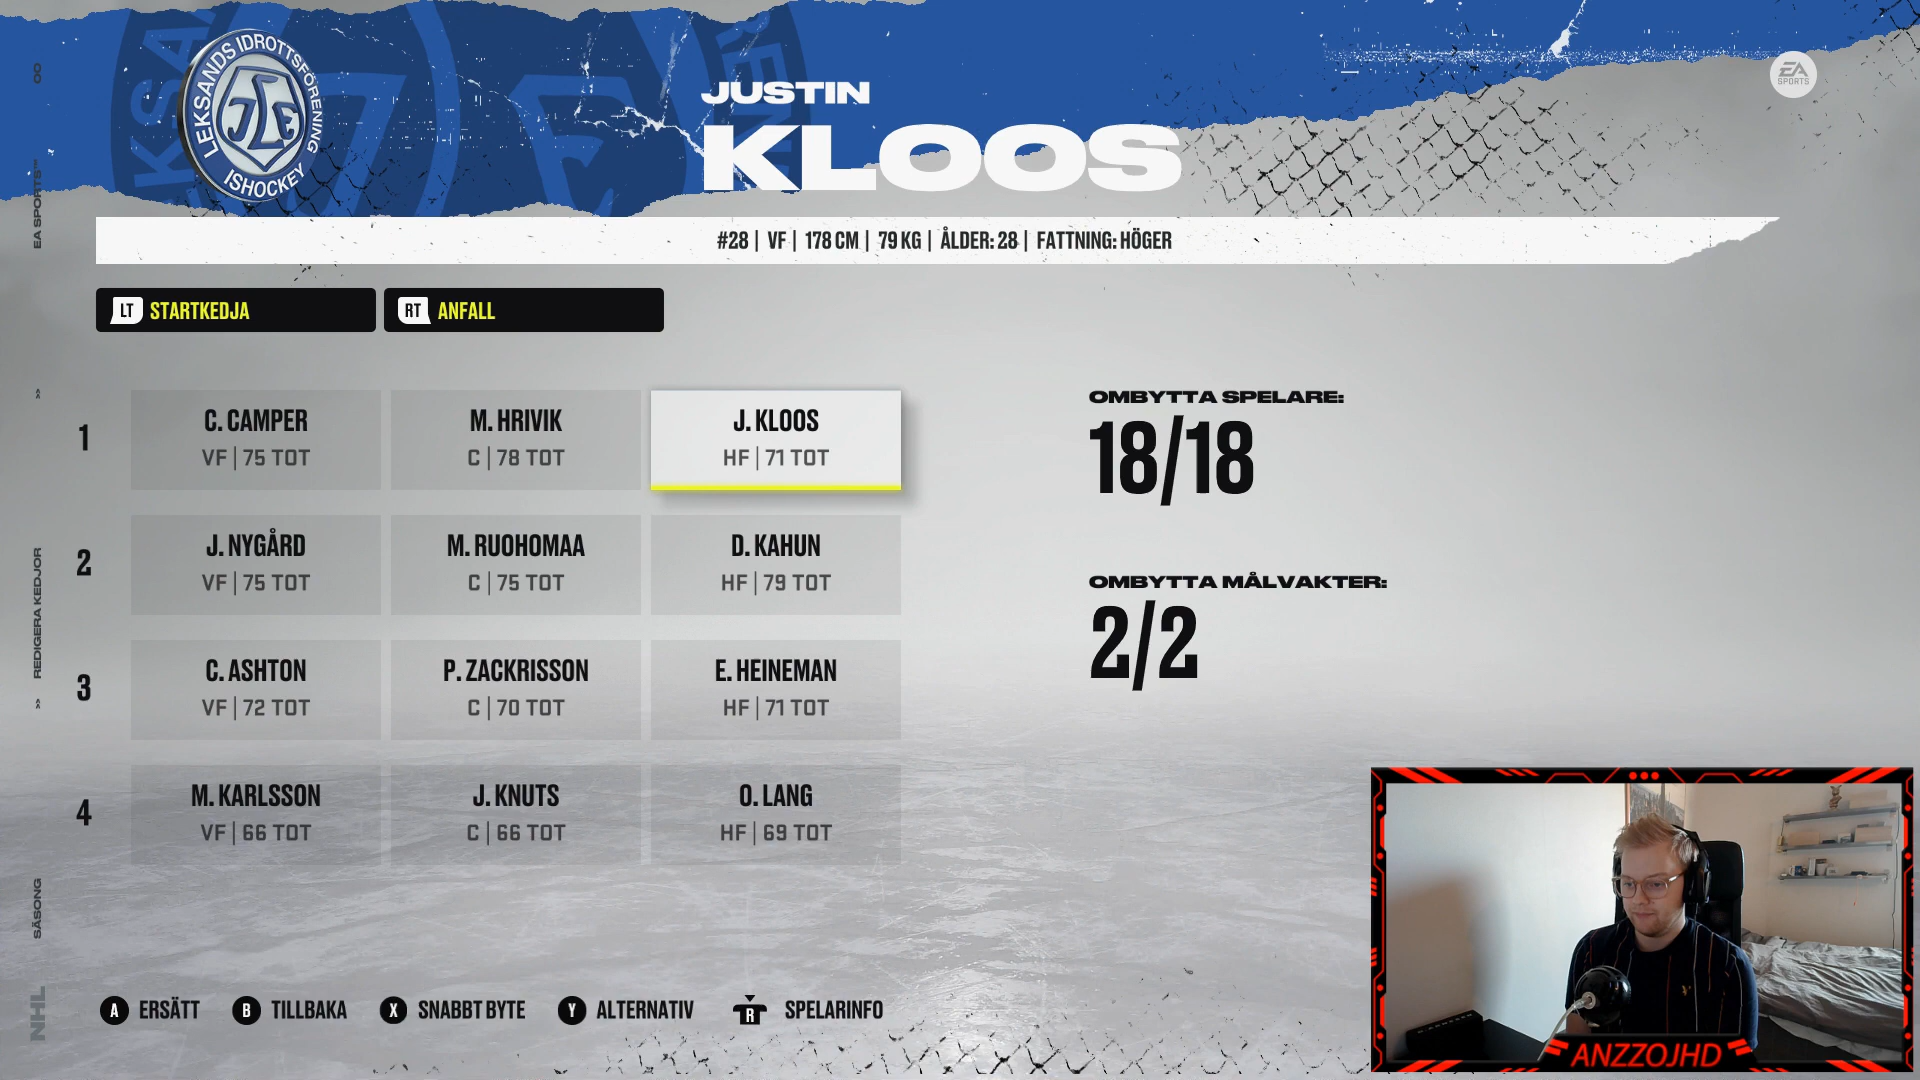 LEKSANDS IDROTTSFÖRENING
ISHOCKEY
JUSTIN
KLOOS
EA
SPORTS
#28 | VF | 178 CM | 79 KG | ÅLDER: 28 | FATTNING: HÖGER
LT STARTKEDJA
RT ANFALL
1
C. CAMPER
VF | 75 TOT
M. HRIVIK
C | 78 TOT
J. KLOOS
HF | 71 TOT
2
J. NYGÅRD
VF | 75 TOT
M. RUOHOMAA
C | 75 TOT
D. KAHUN
HF | 79 TOT
3
C. ASHTON
VF | 72 TOT
P. ZACKRISSON
C | 70 TOT
E. HEINEMAN
HF | 71 TOT
4
M. KARLSSON
VF | 66 TOT
J. KNUTS
C | 66 TOT
O. LANG
HF | 69 TOT
OMBYTTA SPELARE:
18/18
OMBYTTA MÅLVAKTER:
2/2
EA SPORTS™
REDIGERA KEDJOR
SÄSONG
NHL
A ERSÄTT
B TILLBAKA
X SNABBT BYTE
Y ALTERNATIV
R SPELARINFO
ANZZOJHD